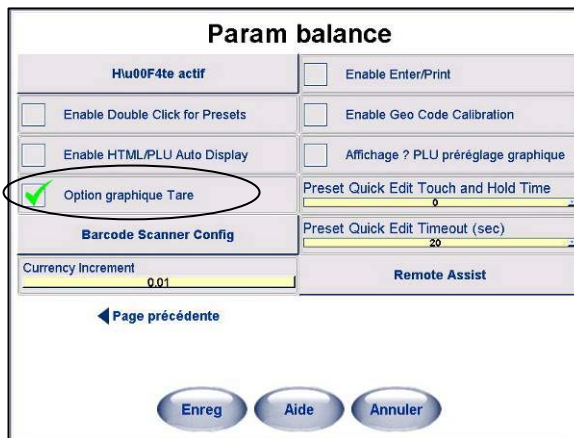 Param balance
H\u00F4te actif
Enable Enter/Print
Enable Double Click for Presets
Enable Geo Code Calibration
Enable HTML/PLU Auto Display
Affichage ? PLU préréglage graphique
Option graphique Tare
Preset Quick Edit Touch and Hold Time
0
Barcode Scanner Config
Preset Quick Edit Timeout (sec)
20
Currency Increment
0.01
Remote Assist
Page précédente
Enreg
Aide
Annuler